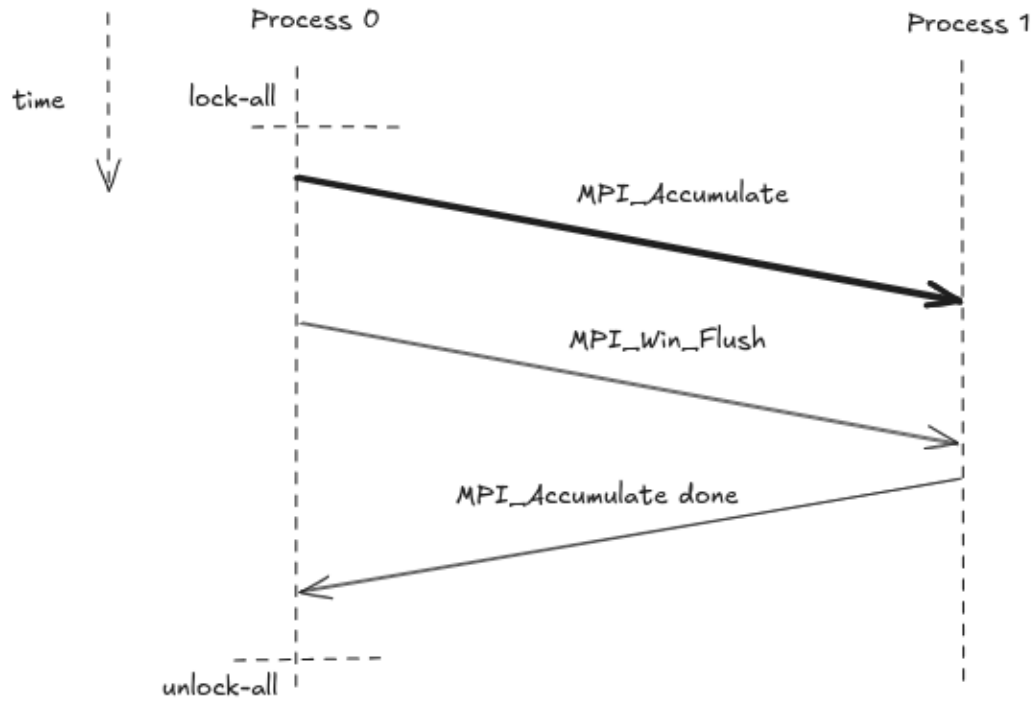 Process 0
Process 1
time
lock-all
MPI_Accumulate
MPI_Win_Flush
MPI_Accumulate done
unlock-all